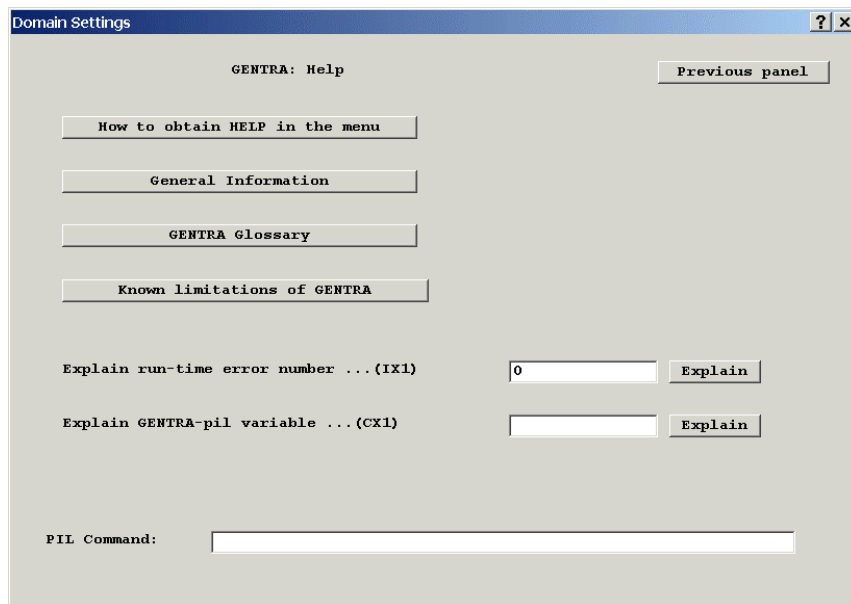 Domain Settings
? ×
GENTRA: Help
Previous panel
How to obtain HELP in the menu
General Information
GENTRA Glossary
Known limitations of GENTRA
Explain run-time error number ...(IX1)
0
Explain
Explain GENTRA-pil variable ...(CX1)
Explain
PIL Command: